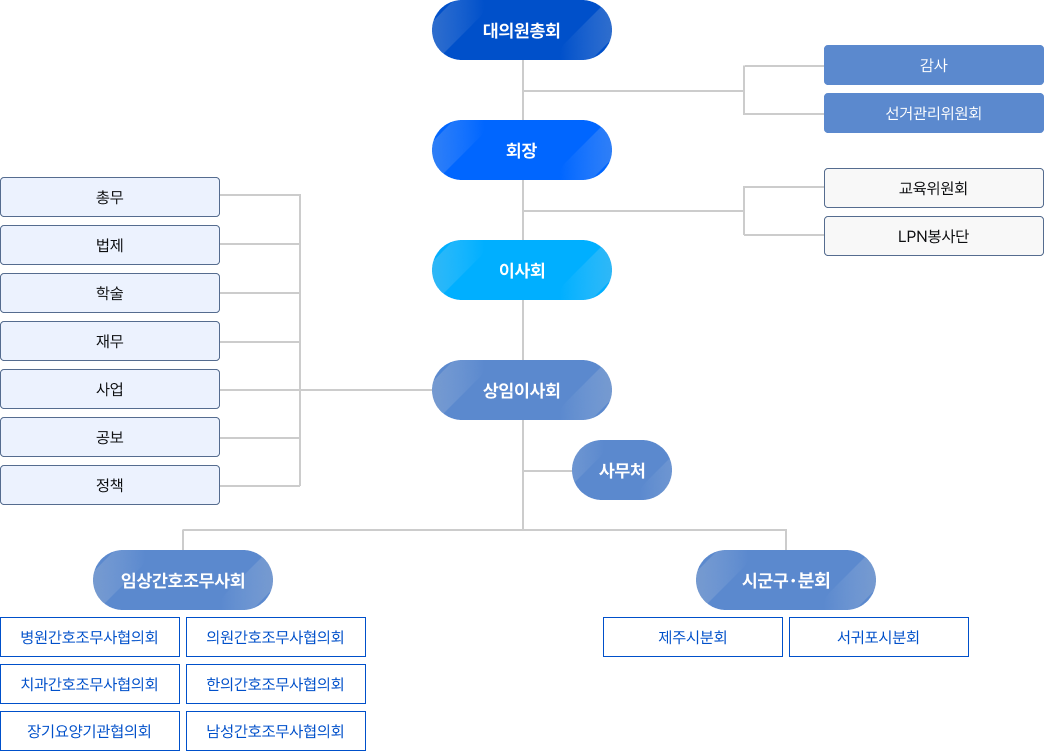 대의원총회
감사
선거관리위원회
회장
교육위원회
LPN봉사단
이사회
총무
법제
학술
재무
사업
공보
정책
상임이사회
사무처
임상간호조무사회
병원간호조무사협의회
의원간호조무사협의회
치과간호조무사협의회
한의간호조무사협의회
장기요양기관협의회
남성간호조무사협의회
시군구·분회
제주시분회
서귀포시분회